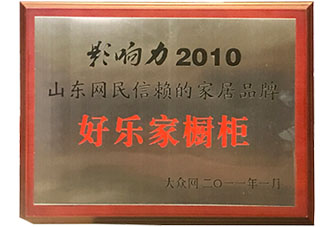 影响力2010
山东网民信赖的家居品牌
好乐家橱柜
大众网二〇一一年一月